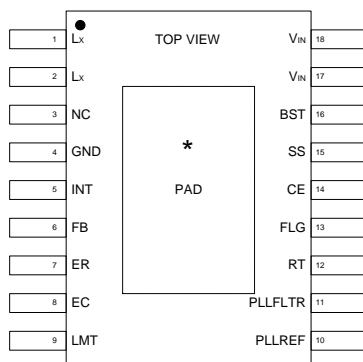 TOP VIEW
1 LX
2 LX
3 NC
4 GND
5 INT
6 FB
7 ER
8 EC
9 LMT
*
PAD
VIN 18
VIN 17
BST 16
SS 15
CE 14
FLG 13
RT 12
PLLFLTR 11
PLLREF 10